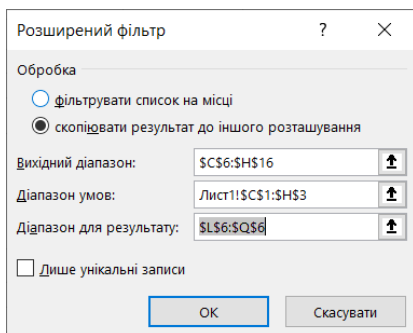 Розширений фільтр ?
Обробка
фільтрувати список на місці
скопіювати результат до іншого розташування
Вихідний діапазон: $C$6:$H$16
Діапазон умов: Лист1!$C$1:$H$3
Діапазон для результату: $L$6:$Q$6
Лише унікальні записи
ОК Скасувати